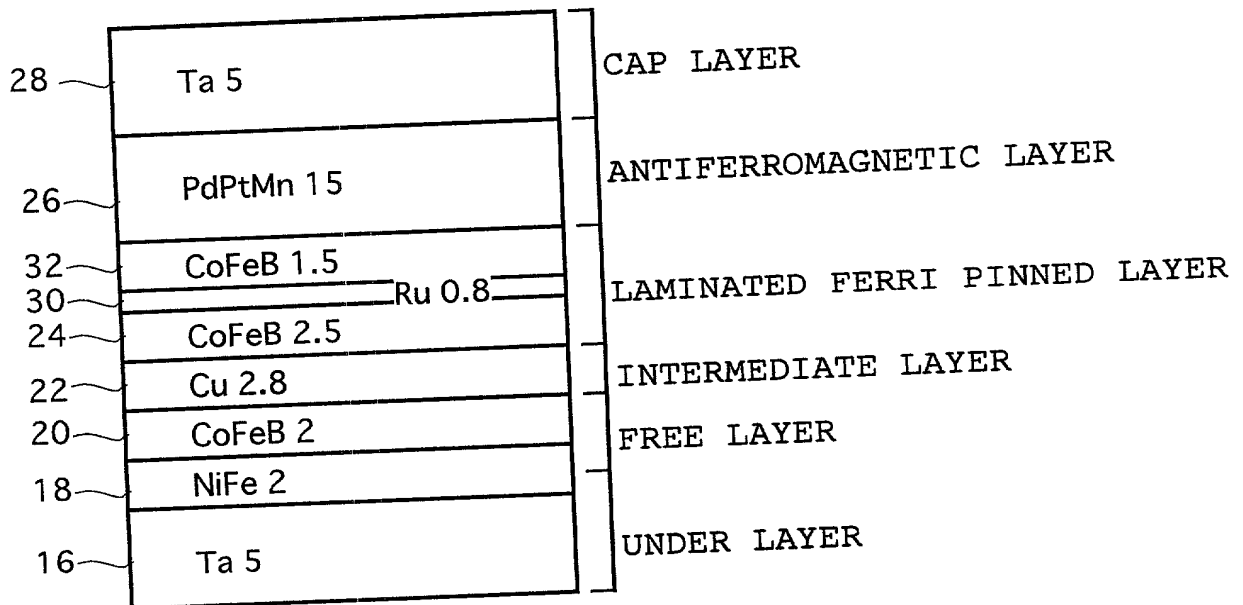 28 Ta 5 CAP LAYER
26 PdPtMn 15 ANTIFERROMAGNETIC LAYER
32 CoFeB 1.5
30 Ru 0.8 LAMINATED FERRI PINNED LAYER
24 CoFeB 2.5
22 Cu 2.8 INTERMEDIATE LAYER
20 CoFeB 2 FREE LAYER
18 NiFe 2
16 Ta 5 UNDER LAYER